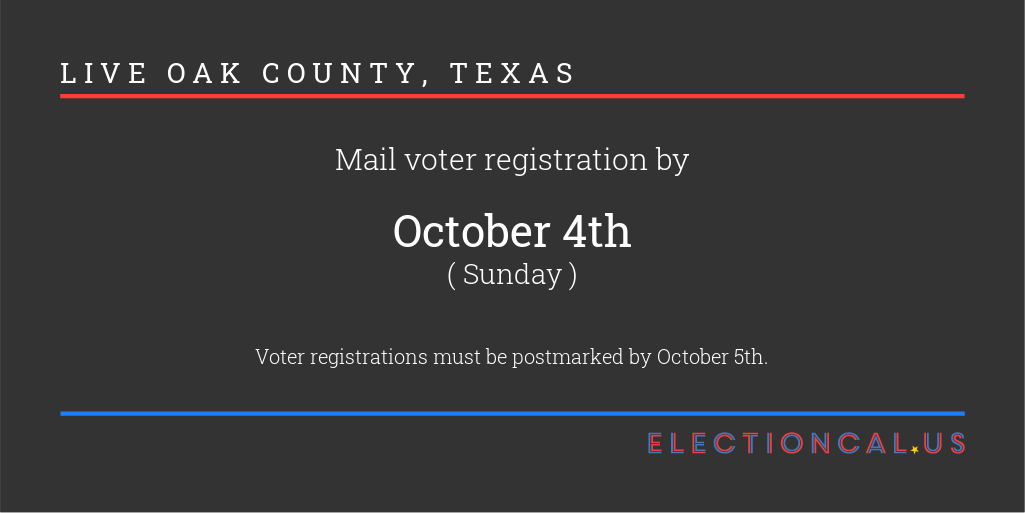 LIVE OAK COUNTY, TEXAS
Mail voter registration by
October 4th
( Sunday )
Voter registrations must be postmarked by October 5th.
ELECTIONCAL.US